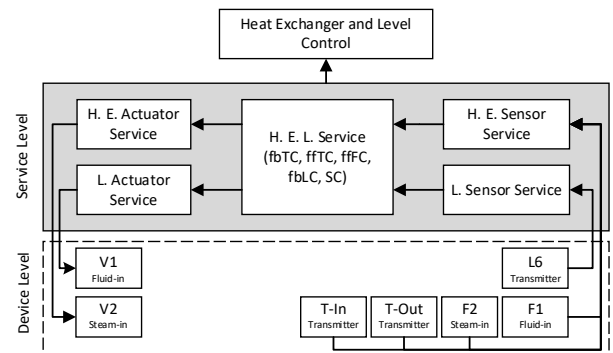 Heat Exchanger and Level
Control
Service Level
H. E. Actuator
Service
H. E. L. Service
(fbTC, ffTC, ffFC,
fbLC, SC)
H. E. Sensor
Service
L. Actuator
Service
L. Sensor Service
Device Level
V1
Fluid-in
L6
Transmitter
V2
Steam-in
T-In
Transmitter
T-Out
Transmitter
F2
Steam-in
F1
Fluid-in